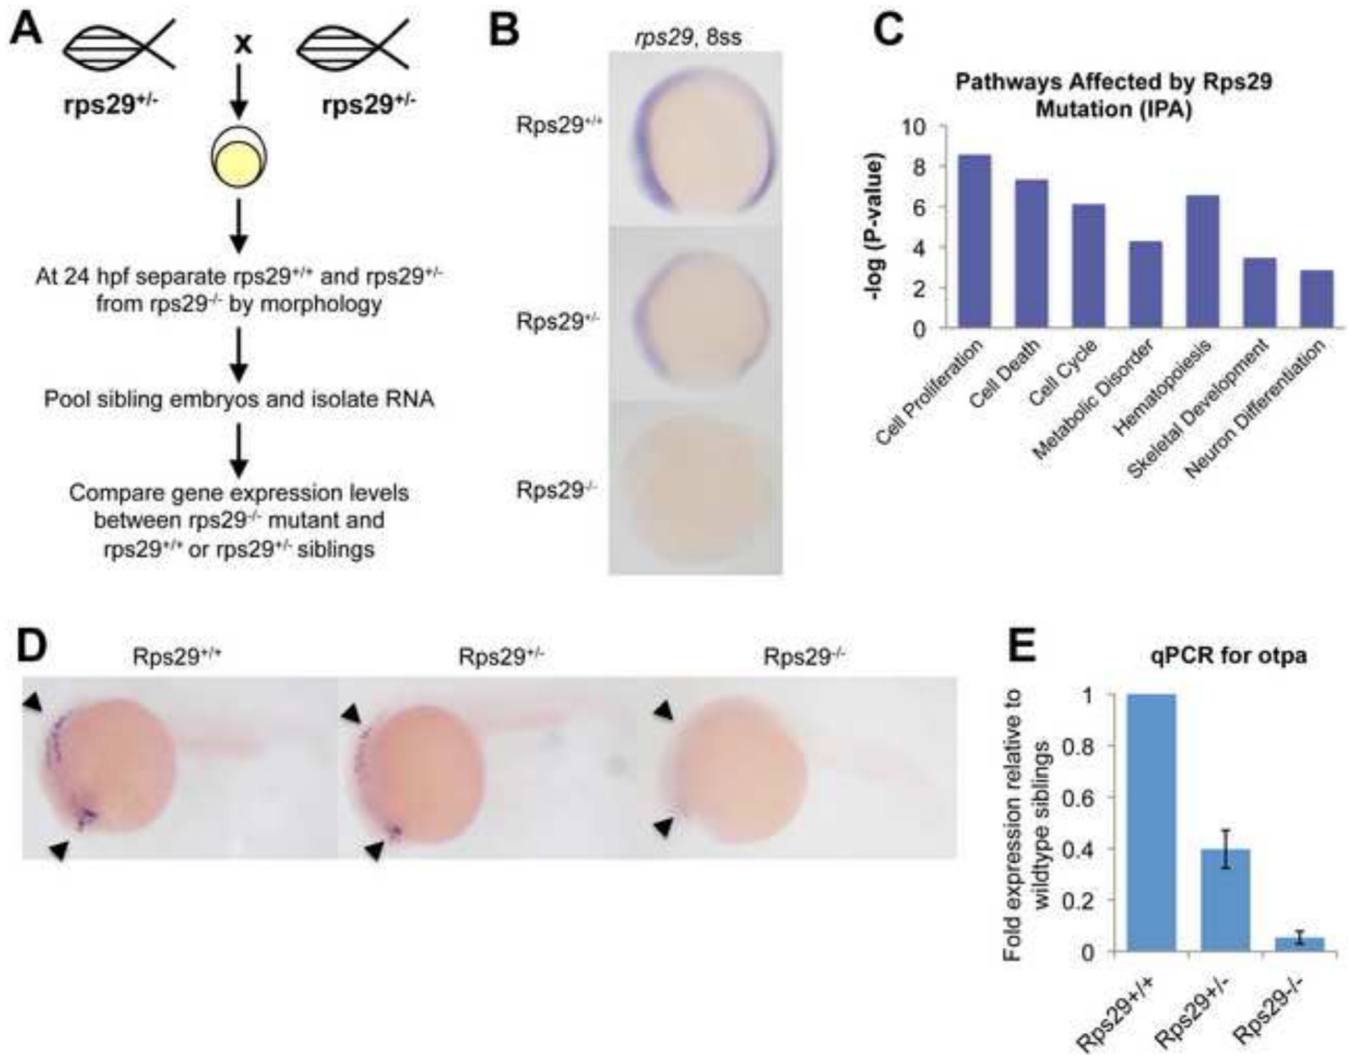 A
x
rps29+/-
rps29+/-
At 24 hpf separate rps29+/+ and rps29+/-
from rps29-/- by morphology
Pool sibling embryos and isolate RNA
Compare gene expression levels
between rps29-/- mutant and
rps29+/+ or rps29+/- siblings
B
rps29, 8ss
Rps29+/+
Rps29+/-
Rps29-/-
C
Pathways Affected by Rps29
Mutation (IPA)
-log (P-value)
10
8
6
4
2
0
Cell Proliferation
Cell Death
Cell Cycle
Metabolic Disorder
Hematopoiesis
Skeletal Development
Neuron Differentiation
D
Rps29+/+
Rps29+/-
Rps29-/-
E
qPCR for otpa
Fold expression relative to
wildtype siblings
1
0.8
0.6
0.4
0.2
0
Rps29+/+
Rps29+/-
Rps29-/-